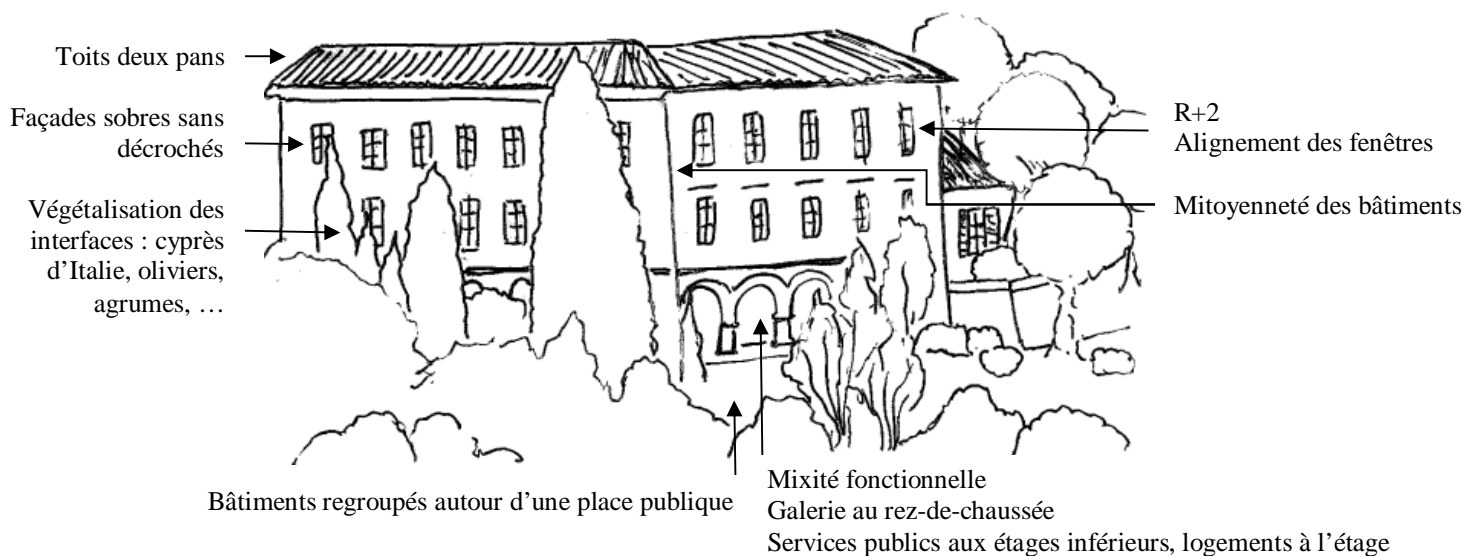 Toits deux pans
Façades sobres sans
décrochés
Végétalisation des
interfaces : cyprès
d’Italie, oliviers,
agrumes, …
R+2
Alignement des fenêtres
Mitoyenneté des bâtiments
Bâtiments regroupés autour d’une place publique
Mixité fonctionnelle
Galerie au rez-de-chaussée
Services publics aux étages inférieurs, logements à l’étage